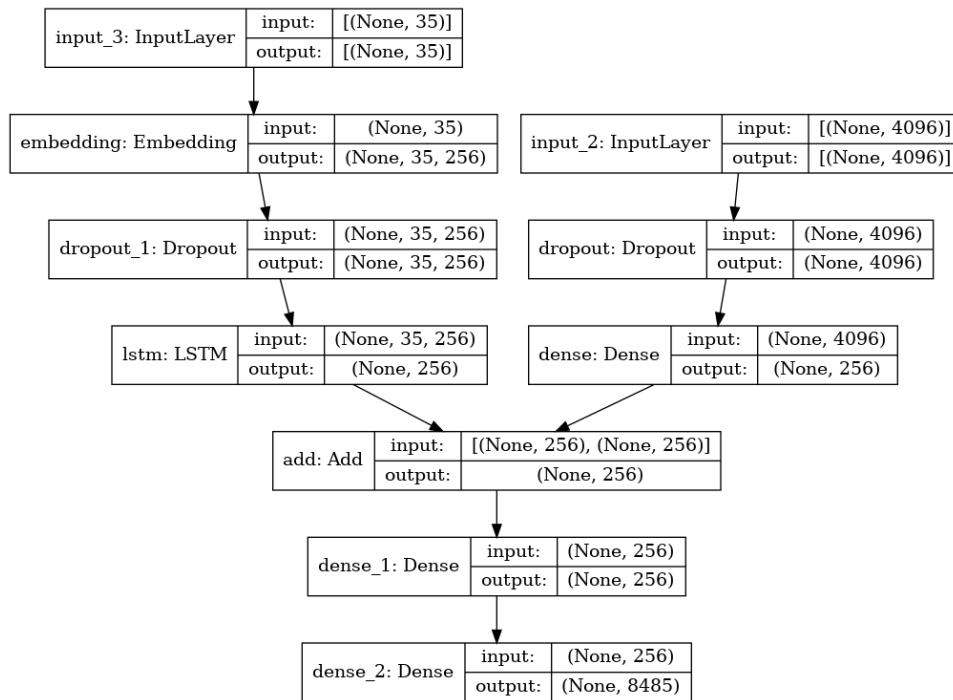 input_3: InputLayer
input: [(None, 35)]
output: [(None, 35)]
embedding: Embedding
input: (None, 35)
output: (None, 35, 256)
input_2: InputLayer
input: [(None, 4096)]
output: [(None, 4096)]
dropout_1: Dropout
input: (None, 35, 256)
output: (None, 35, 256)
dropout: Dropout
input: (None, 4096)
output: (None, 4096)
lstm: LSTM
input: (None, 35, 256)
output: (None, 256)
dense: Dense
input: (None, 4096)
output: (None, 256)
add: Add
input: [(None, 256), (None, 256)]
output: (None, 256)
dense_1: Dense
input: (None, 256)
output: (None, 256)
dense_2: Dense
input: (None, 256)
output: (None, 8485)